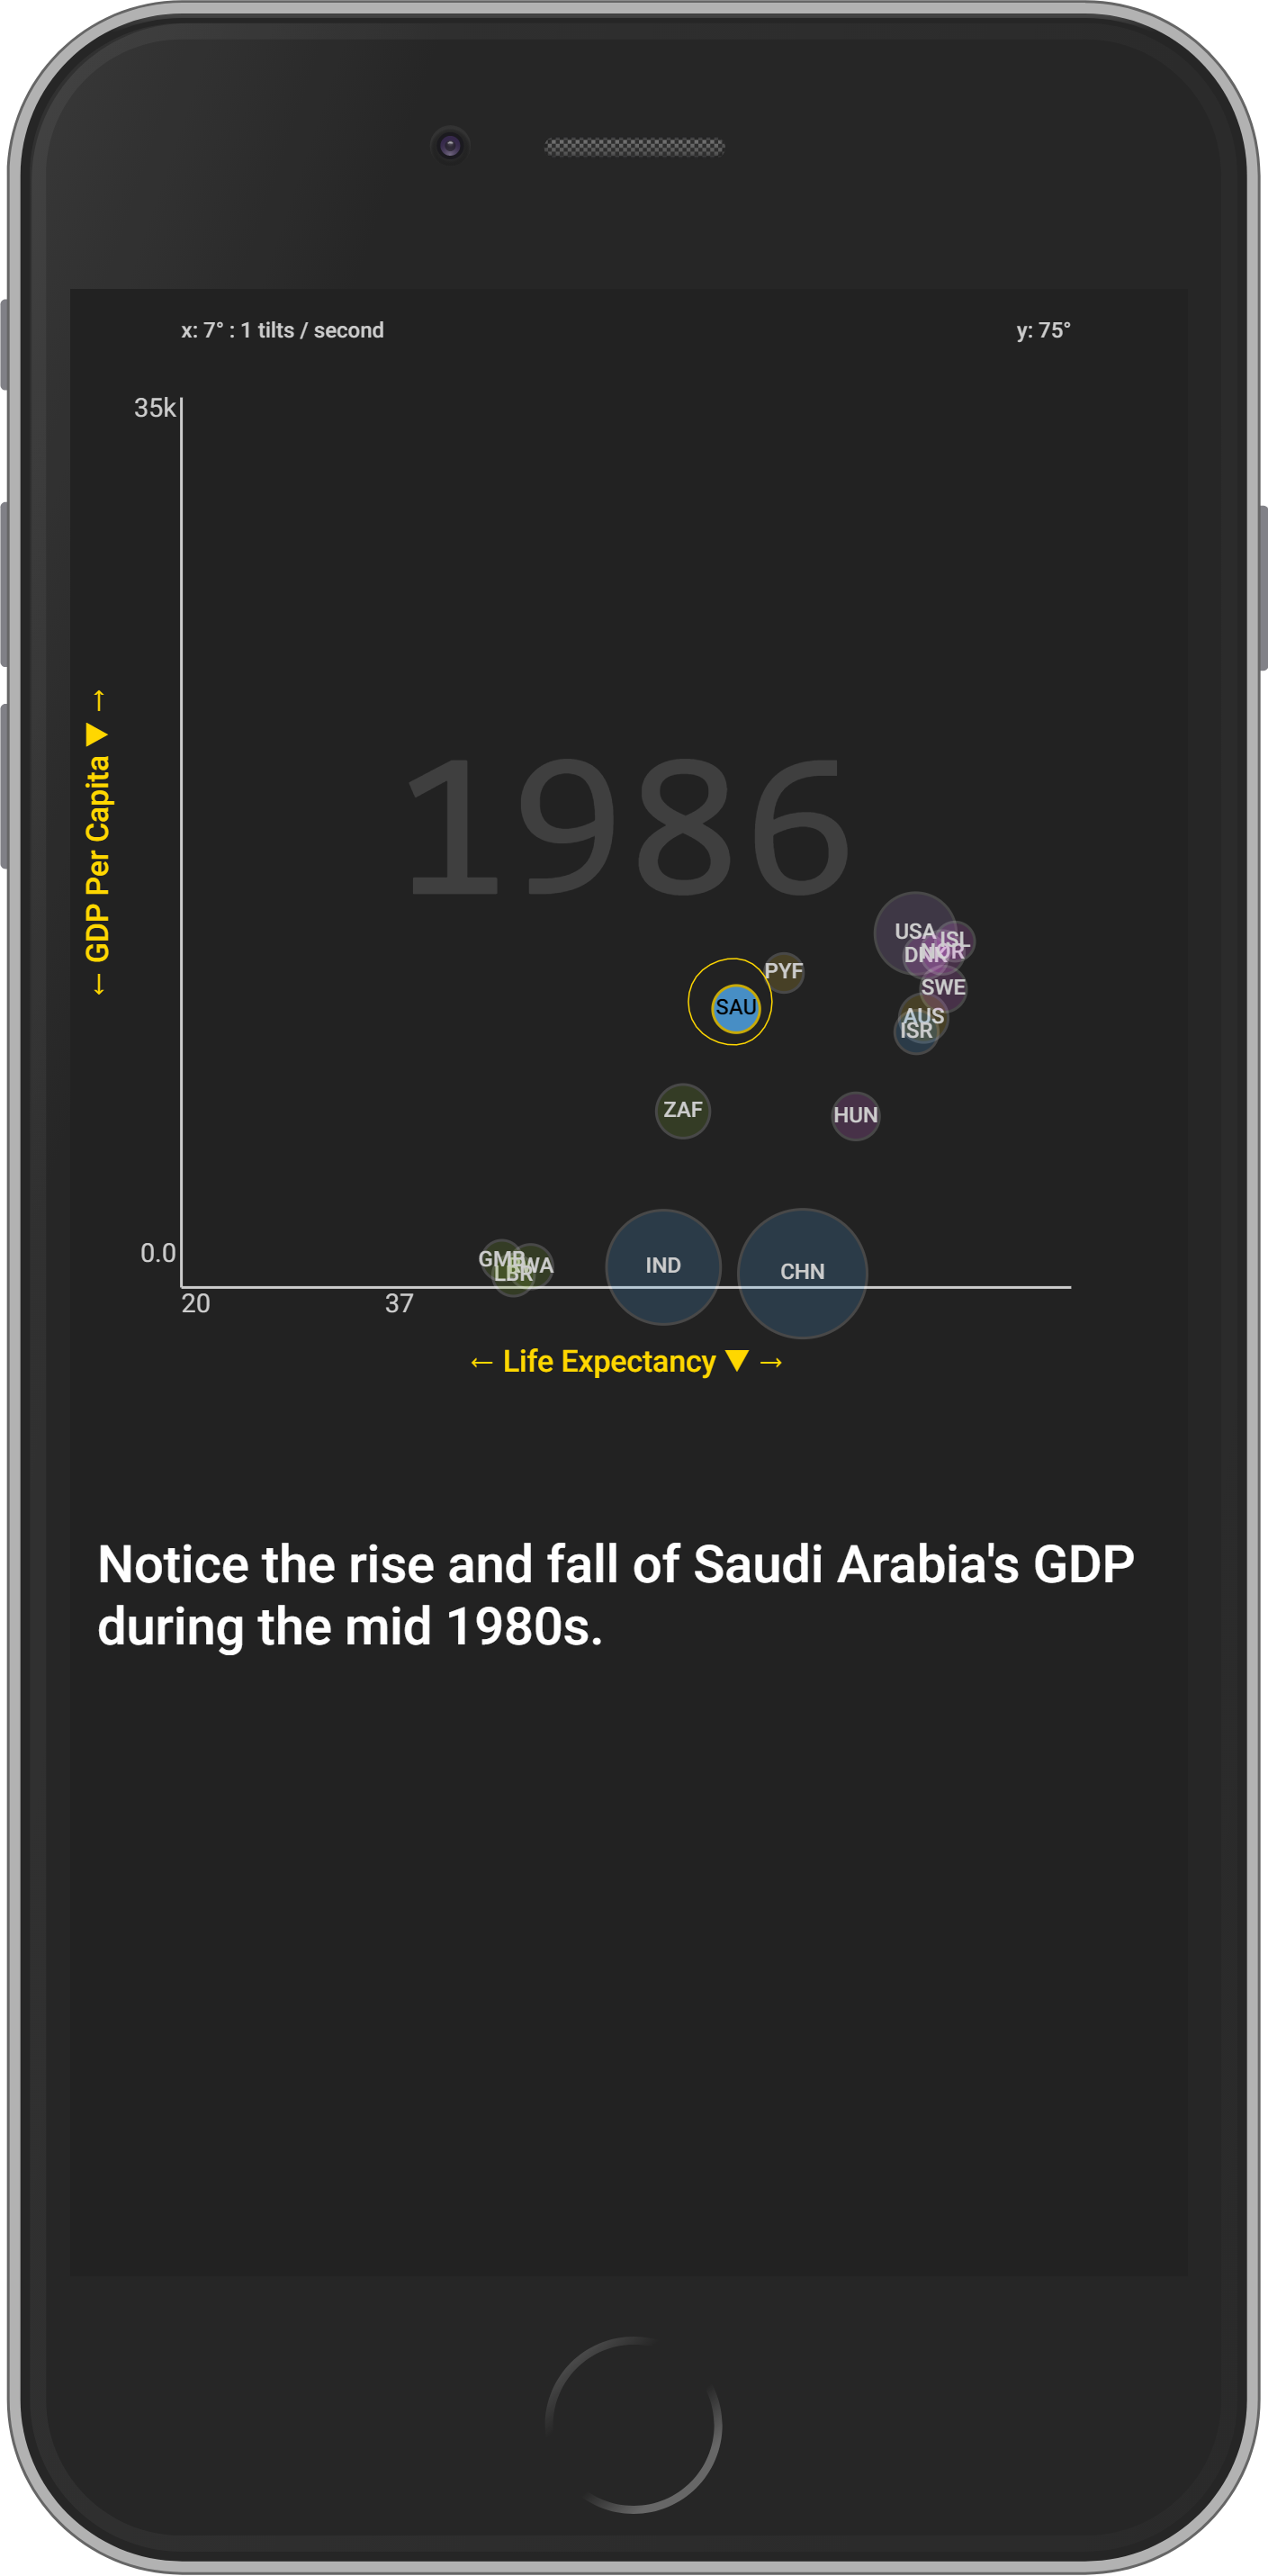 x: 7° : 1 tilts / second
y: 75°
35k
← GDP Per Capita ▼ →
1986
USA
ISL
NOR
DNK
PYF
SWE
SAU
AUS
ISR
ZAF
HUN
0.0
GMB
RWA
LBR
IND
CHN
20
37
← Life Expectancy ▼ →
Notice the rise and fall of Saudi Arabia's GDP
during the mid 1980s.